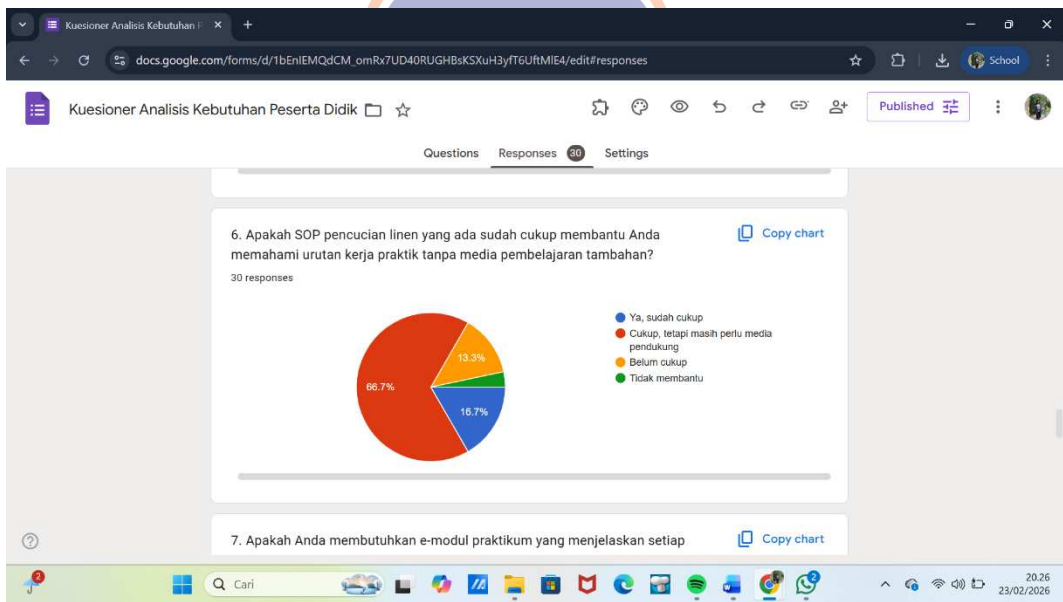 Kuesioner Analisis Kebutuhan P
docs.google.com/forms/d/1bEnIEMQdCM_omRx7UD40RUGHBsKSXuH3yfT6UftMlE4/edit#responses
School
Kuesioner Analisis Kebutuhan Peserta Didik
Published
Questions Responses 30 Settings
6. Apakah SOP pencucian linen yang ada sudah cukup membantu Anda
memahami urutan kerja praktik tanpa media pembelajaran tambahan?
Copy chart
30 responses
Ya, sudah cukup
Cukup, tetapi masih perlu media
pendukung
Belum cukup
Tidak membantu
13.3%
66.7%
16.7%
7. Apakah Anda membutuhkan e-modul praktikum yang menjelaskan setiap
Copy chart
2
Cari
20.26
23/02/2026